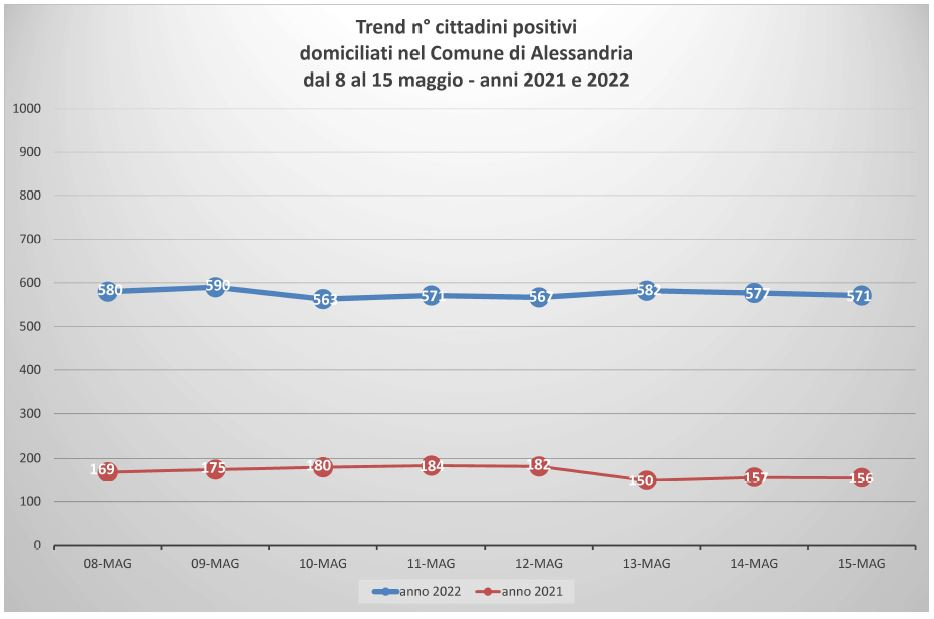 Trend n° cittadini positivi
domiciliati nel Comune di Alessandria
dal 8 al 15 maggio - anni 2021 e 2022
1000
900
800
700
600
500
400
300
200
100
0
580 590 563 571 567 582 577 571
169 175 180 184 182 150 157 156
08-MAG 09-MAG 10-MAG 11-MAG 12-MAG 13-MAG 14-MAG 15-MAG
anno 2022 anno 2021